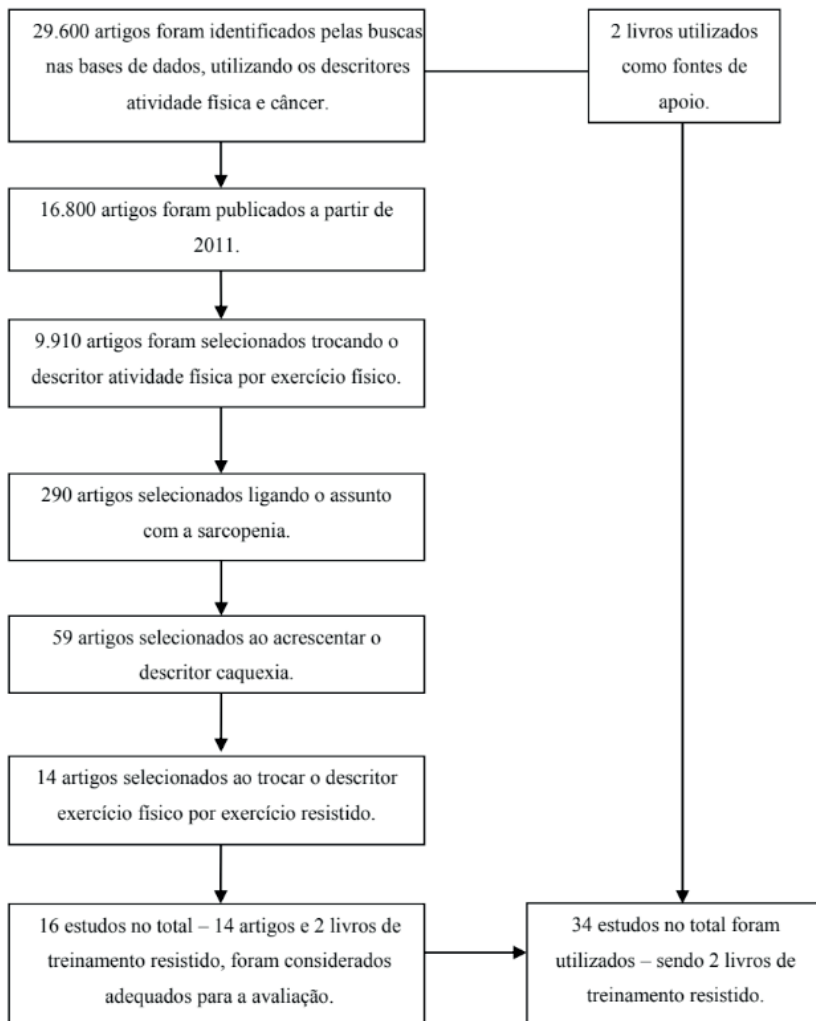 29.600 artigos foram identificados pelas buscas
nas bases de dados, utilizando os descritores
atividade física e câncer.
2 livros utilizados
como fontes de
apoio.
16.800 artigos foram publicados a partir de
2011.
9.910 artigos foram selecionados trocando o
descritor atividade física por exercício físico.
290 artigos selecionados ligando o assunto
com a sarcopenia.
59 artigos selecionados ao acrescentar o
descritor caquexia.
14 artigos selecionados ao trocar o descritor
exercício físico por exercício resistido.
16 estudos no total – 14 artigos e 2 livros de
treinamento resistido, foram considerados
adequados para a avaliação.
34 estudos no total foram
utilizados – sendo 2 livros de
treinamento resistido.